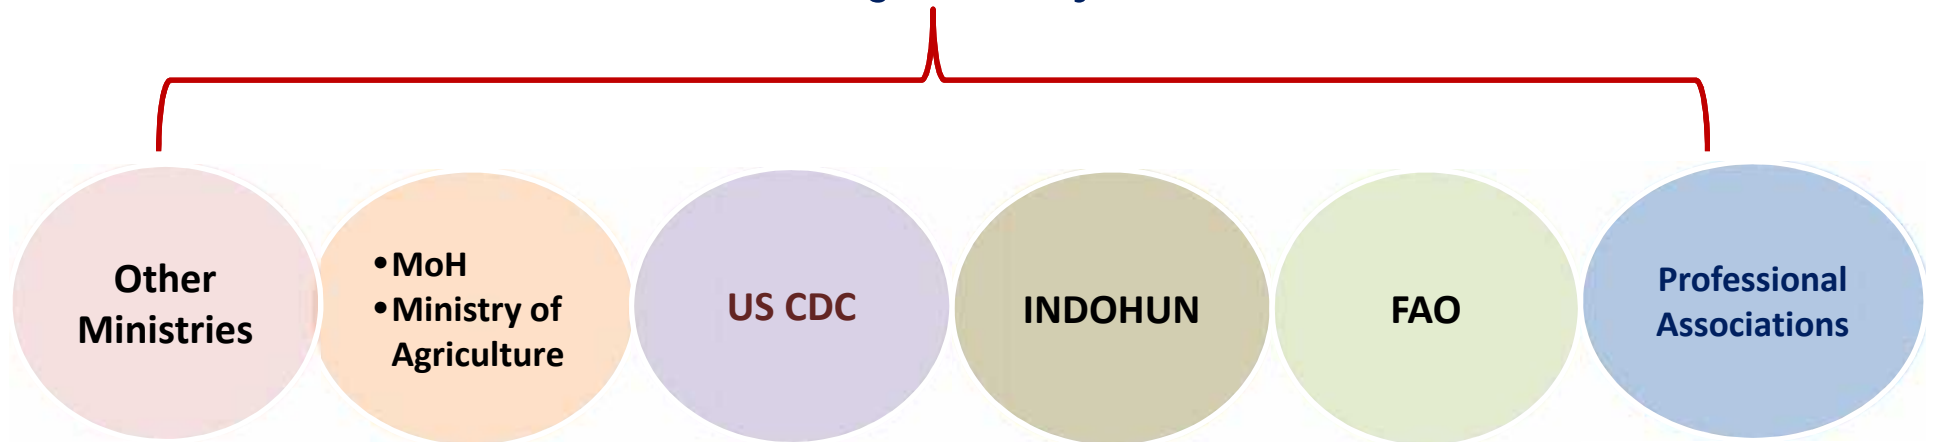 Other
Ministries
•MoH
•Ministry of
Agriculture
US CDC
INDOHUN
FAO
Professional
Associations